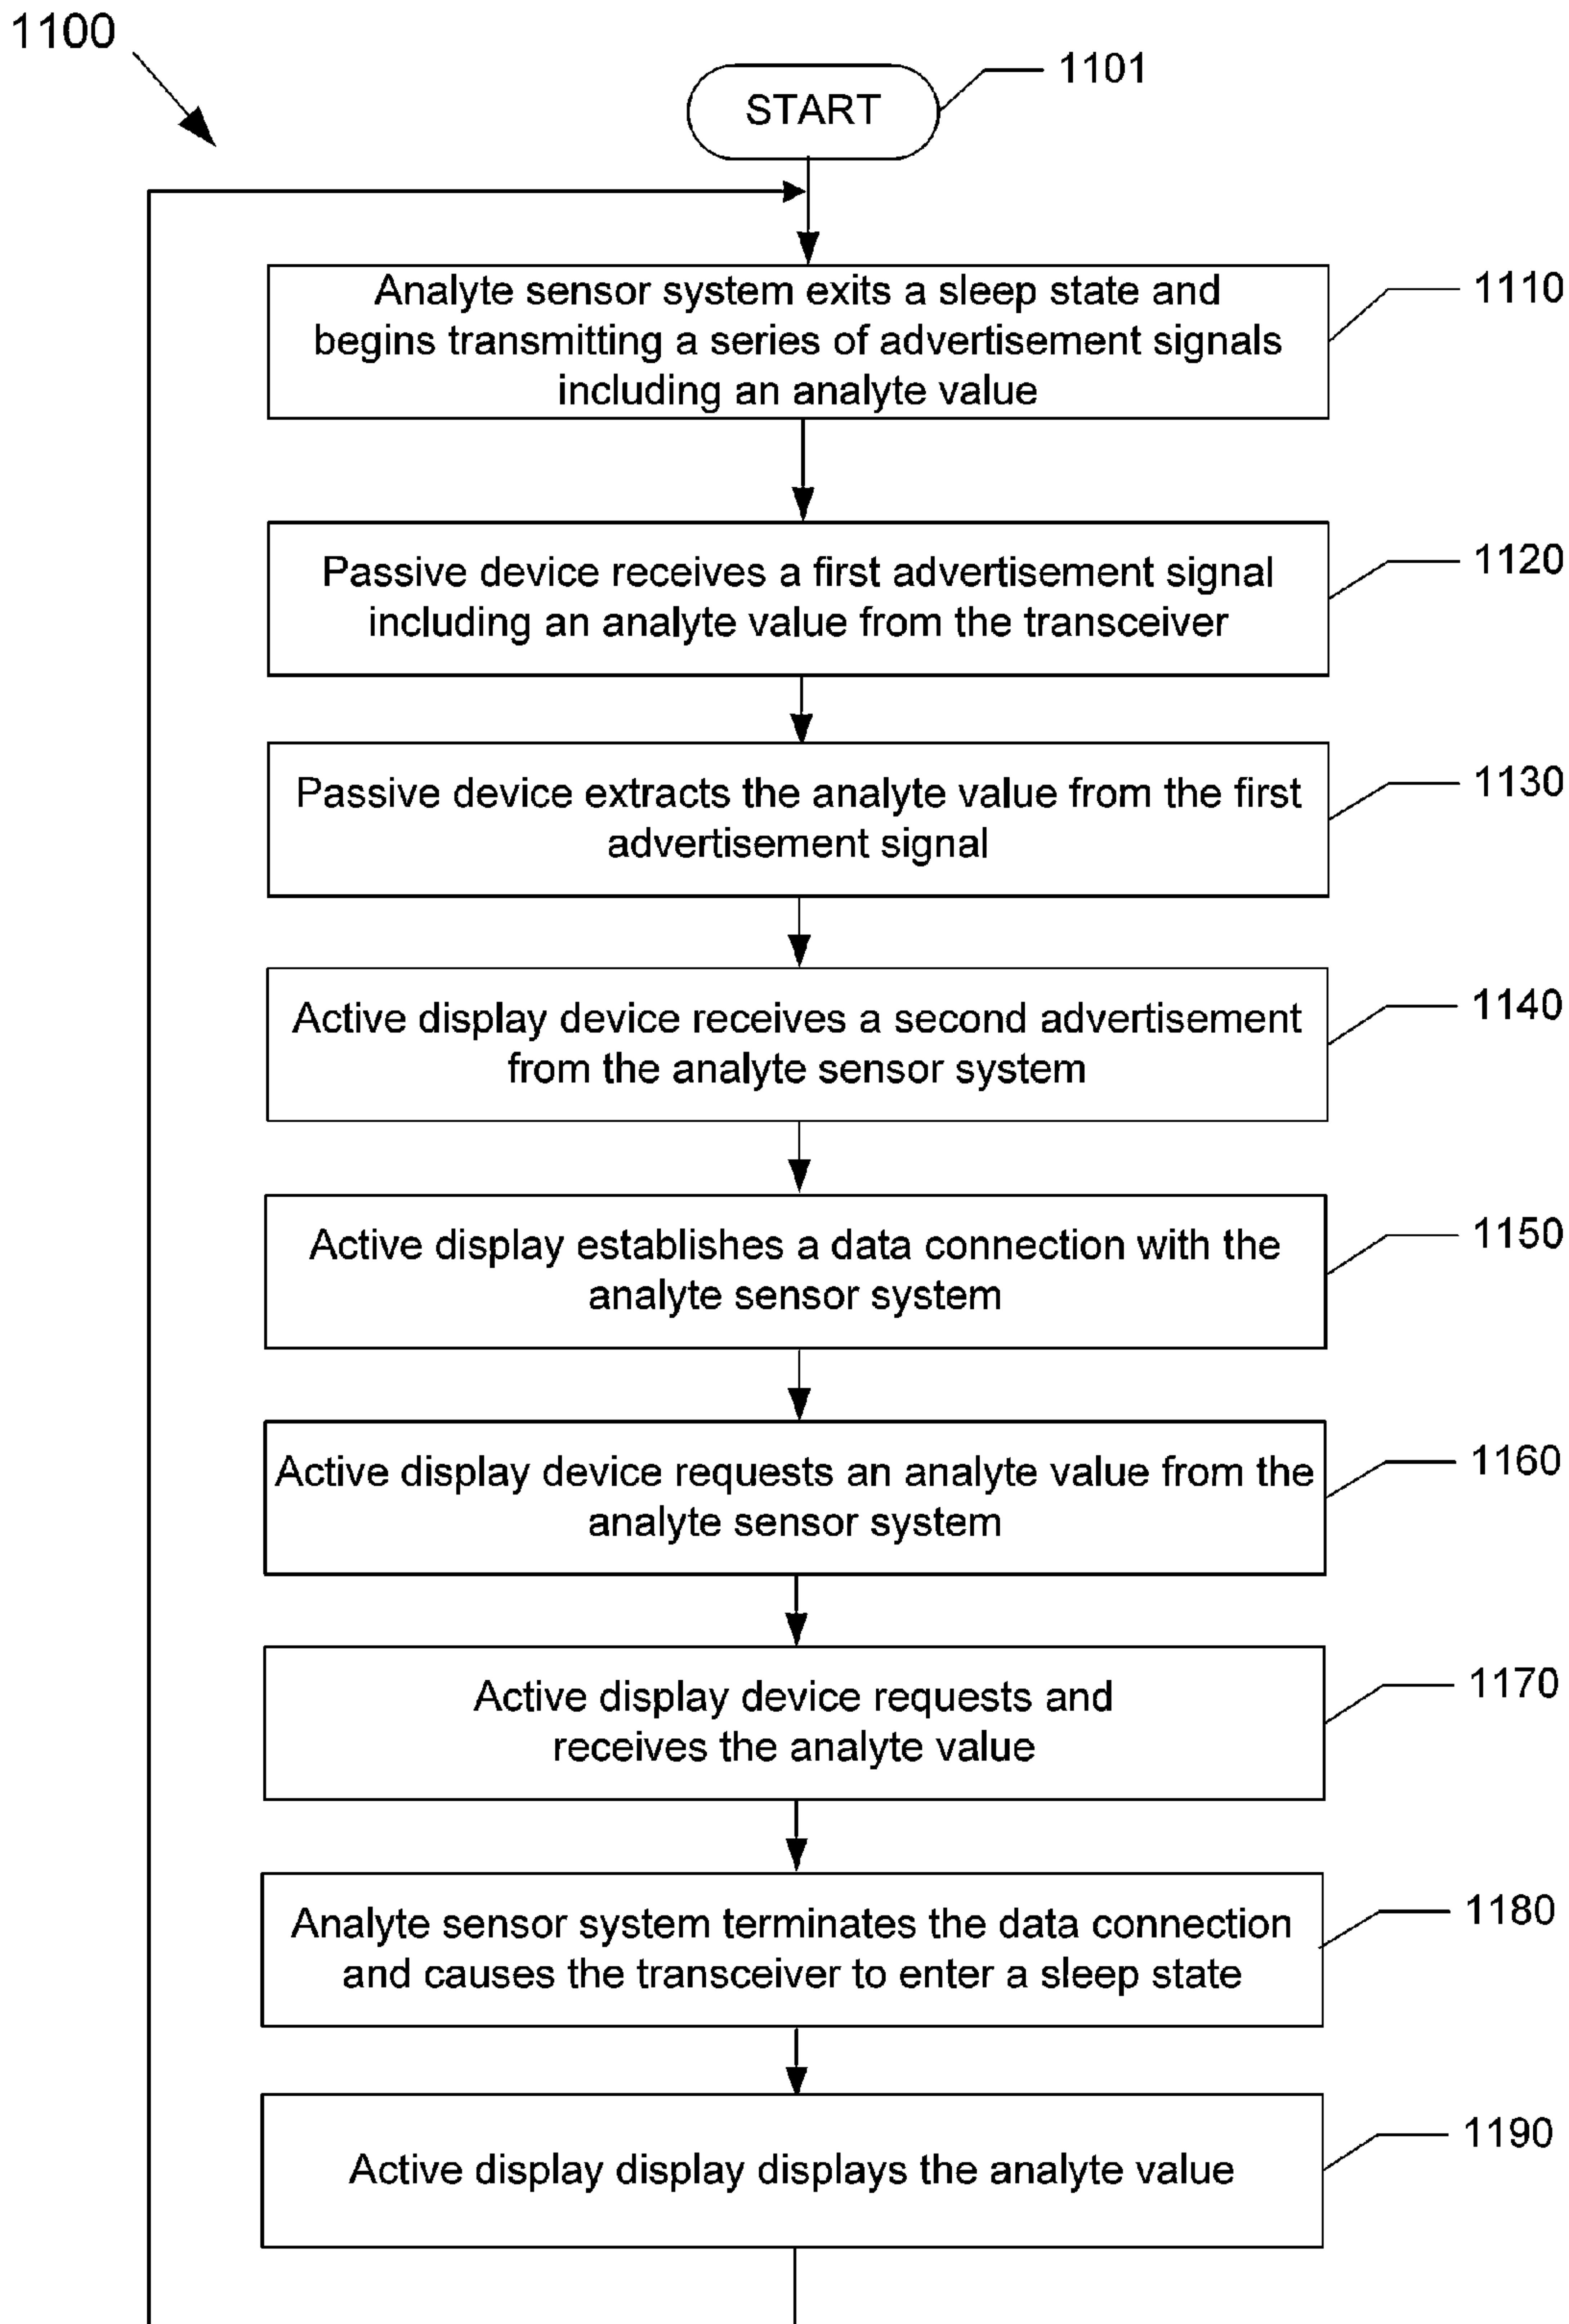 1100
START
1101
Analyte sensor system exits a sleep state and
begins transmitting a series of advertisement signals
including an analyte value
1110
Passive device receives a first advertisement signal
including an analyte value from the transceiver
1120
Passive device extracts the analyte value from the first
advertisement signal
1130
Active display device receives a second advertisement
from the analyte sensor system
1140
Active display establishes a data connection with the
analyte sensor system
1150
Active display device requests an analyte value from the
analyte sensor system
1160
Active display device requests and
receives the analyte value
1170
Analyte sensor system terminates the data connection
and causes the transceiver to enter a sleep state
1180
Active display display displays the analyte value
1190